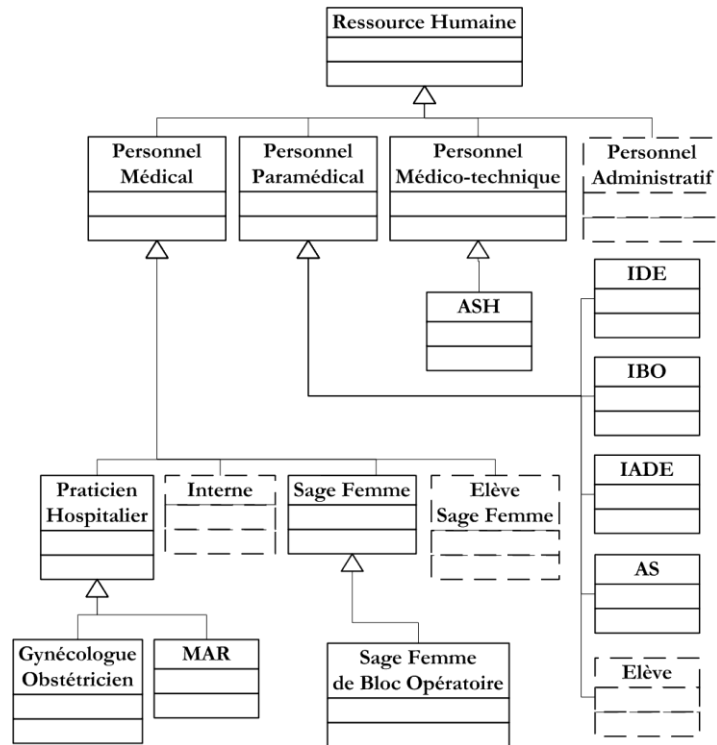 Ressource Humaine
Personnel
Médical
Personnel
Paramédical
Personnel
Médico-technique
Personnel
Administratif
ASH
IDE
IBO
IADE
AS
Elève
Praticien
Hospitalier
Interne
Sage Femme
Elève
Sage Femme
Gynécologue
Obstétricien
MAR
Sage Femme
de Bloc Opératoire